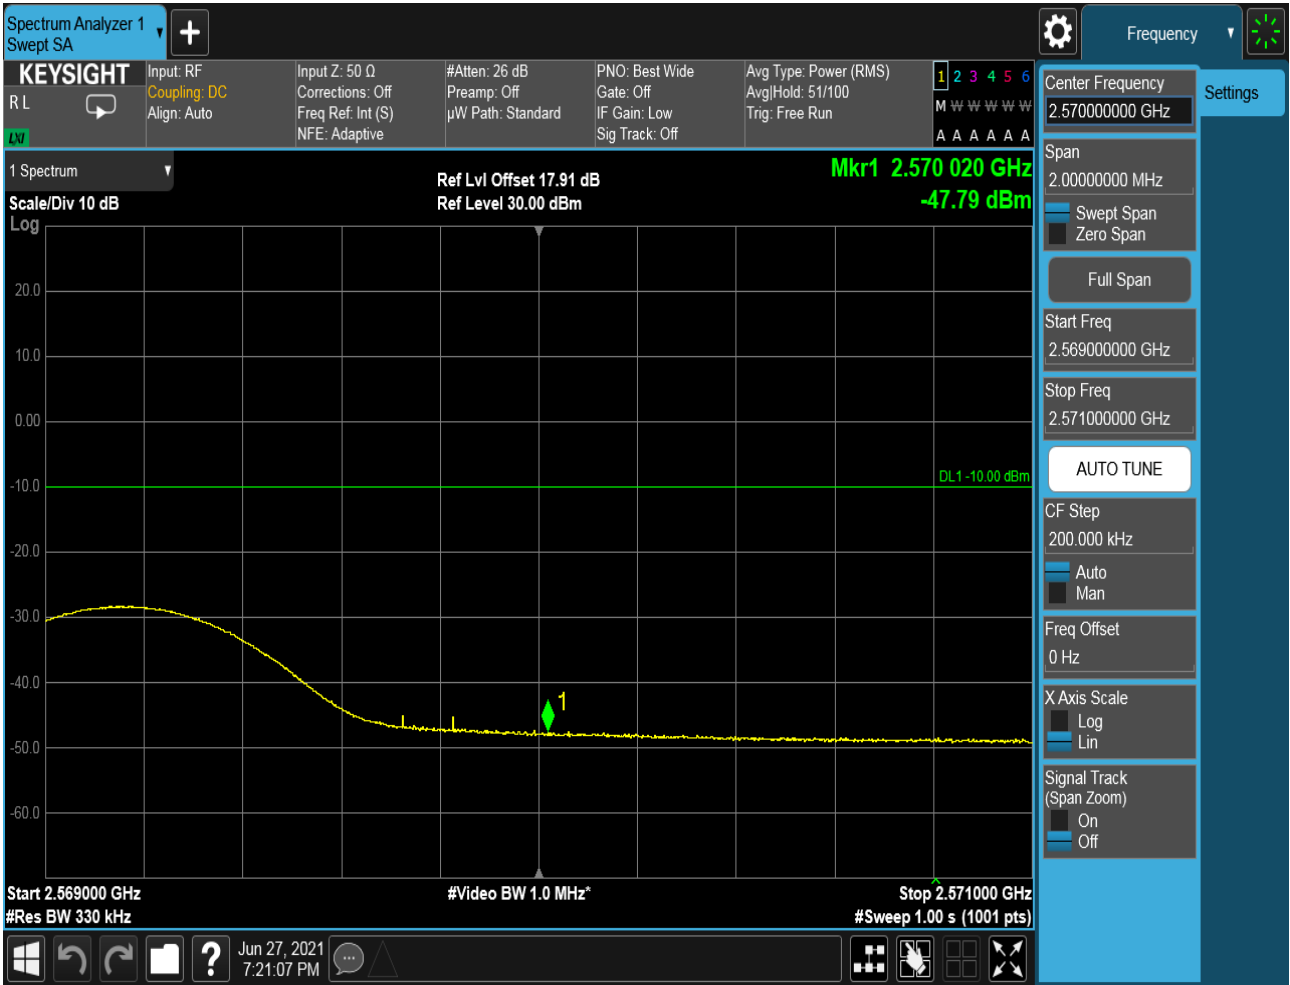 Spectrum Analyzer 1
Swept SA
Frequency
KEYSIGHT
R L
LXI
Input: RF
Coupling: DC
Align: Auto
Input Z: 50 Ω
Corrections: Off
Freq Ref: Int (S)
NFE: Adaptive
#Atten: 26 dB
Preamp: Off
µW Path: Standard
PNO: Best Wide
Gate: Off
IF Gain: Low
Sig Track: Off
Avg Type: Power (RMS)
Avg|Hold: 51/100
Trig: Free Run
1 2 3 4 5 6
M W W W W W
A A A A A A
1 Spectrum
Scale/Div 10 dB
Log
Ref Lvl Offset 17.91 dB
Ref Level 30.00 dBm
Mkr1 2.570 020 GHz
-47.79 dBm
20.0
10.0
0.00
-10.0
-20.0
-30.0
-40.0
-50.0
-60.0
DL1 -10.00 dBm
1
Start 2.569000 GHz
#Res BW 330 kHz
#Video BW 1.0 MHz*
Stop 2.571000 GHz
#Sweep 1.00 s (1001 pts)
Center Frequency
2.570000000 GHz
Span
2.00000000 MHz
Swept Span
Zero Span
Full Span
Start Freq
2.569000000 GHz
Stop Freq
2.571000000 GHz
AUTO TUNE
CF Step
200.000 kHz
Auto
Man
Freq Offset
0 Hz
X Axis Scale
Log
Lin
Signal Track
(Span Zoom)
On
Off
Settings
?
Jun 27, 2021
7:21:07 PM